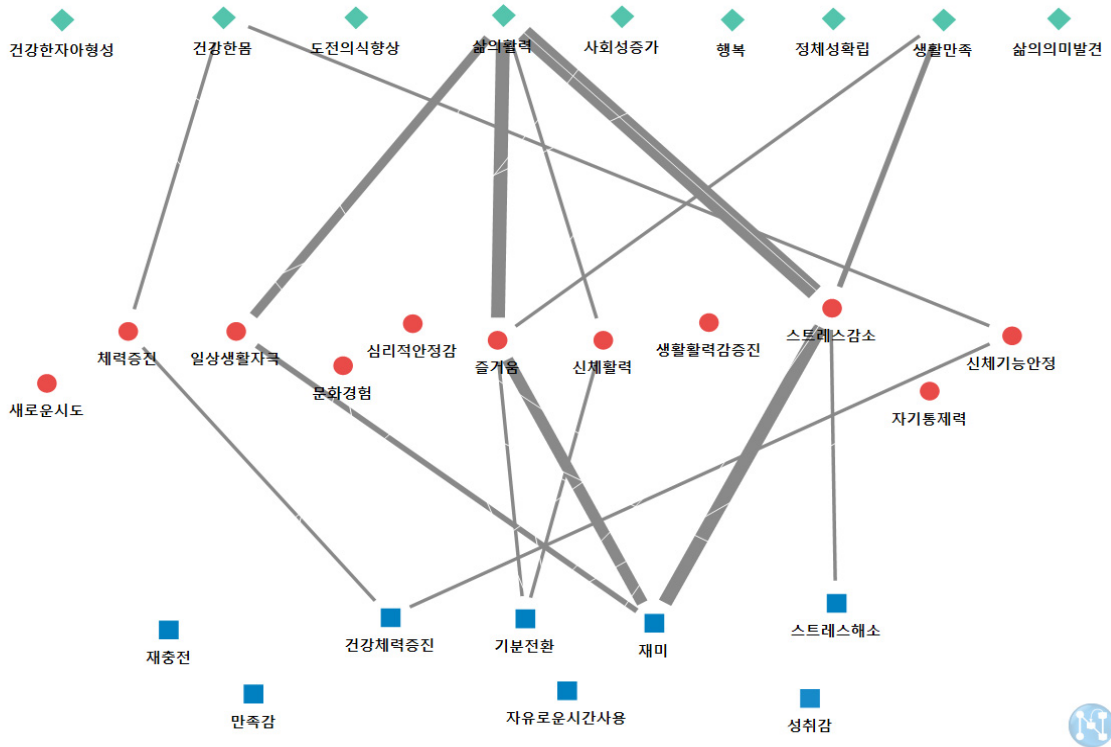 건강한자아형성
건강한몸
도전의식향상
삶의활력
사회성증가
행복
정체성확립
생활만족
삶의의미발견
체력증진
일상생활자극
심리적안정감
즐거움
신체활력
생활활력감증진
스트레스감소
신체기능안정
새로운시도
문화경험
자기통제력
건강체력증진
기분전환
재미
스트레스해소
재충전
만족감
자유로운시간사용
성취감